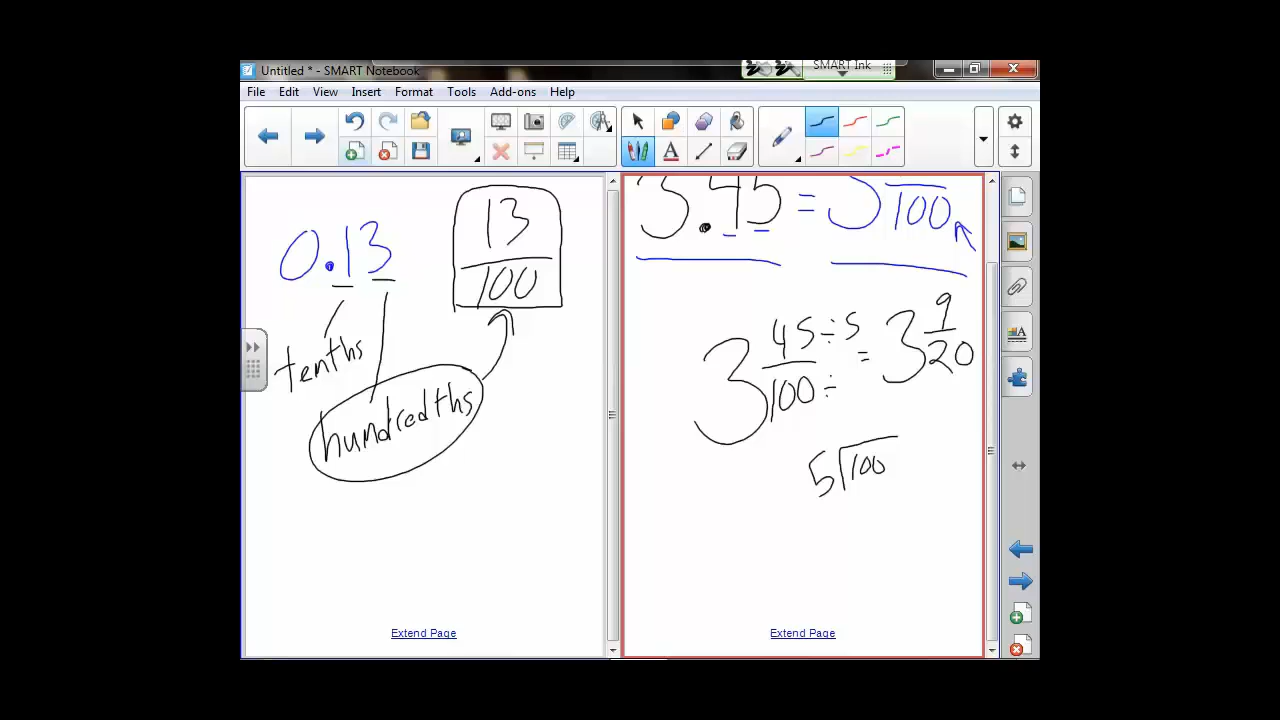 Untitled * - SMART Notebook
SMART Ink
File Edit View Insert Format Tools Add-ons Help
0.13
13
100
tenths
hundredths
Extend Page
3.45 = 3
100
3 45 ÷ 5 = 3 9
100 ÷ 20
5 100
Extend Page